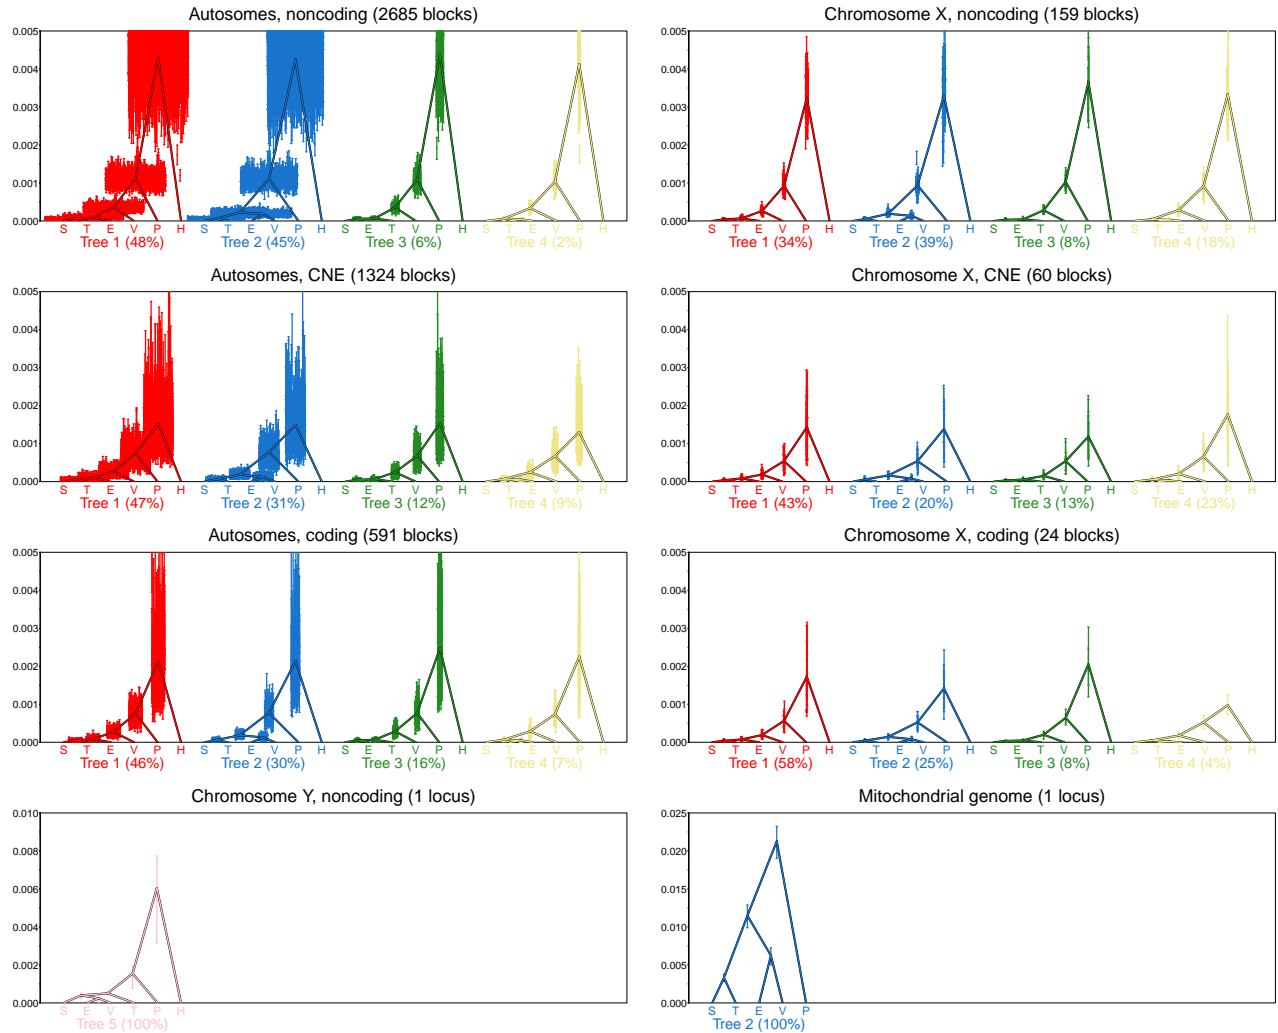 Autosomes, noncoding (2685 blocks)
0.005
0.004
0.003
0.002
0.001
0.000
S T E V P H S T E V P H S E T V P H S T E V P H
Tree 1 (48%) Tree 2 (45%) Tree 3 (6%) Tree 4 (2%)
Chromosome X, noncoding (159 blocks)
0.005
0.004
0.003
0.002
0.001
0.000
S T E V P H S T E V P H S E T V P H S T E V P H
Tree 1 (34%) Tree 2 (39%) Tree 3 (8%) Tree 4 (18%)
Autosomes, CNE (1324 blocks)
0.005
0.004
0.003
0.002
0.001
0.000
S T E V P H S T E V P H S E T V P H S T E V P H
Tree 1 (47%) Tree 2 (31%) Tree 3 (12%) Tree 4 (9%)
Chromosome X, CNE (60 blocks)
0.005
0.004
0.003
0.002
0.001
0.000
S T E V P H S T E V P H S E T V P H S T E V P H
Tree 1 (43%) Tree 2 (20%) Tree 3 (13%) Tree 4 (23%)
Autosomes, coding (591 blocks)
0.005
0.004
0.003
0.002
0.001
0.000
S T E V P H S T E V P H S E T V P H S T E V P H
Tree 1 (46%) Tree 2 (30%) Tree 3 (16%) Tree 4 (7%)
Chromosome X, coding (24 blocks)
0.005
0.004
0.003
0.002
0.001
0.000
S T E V P H S T E V P H S E T V P H S T E V P H
Tree 1 (58%) Tree 2 (25%) Tree 3 (8%) Tree 4 (4%)
Chromosome Y, noncoding (1 locus)
0.010
0.008
0.006
0.004
0.002
0.000
S E V T P H
Tree 5 (100%)
Mitochondrial genome (1 locus)
0.025
0.020
0.015
0.010
0.005
0.000
S T E V P
Tree 2 (100%)